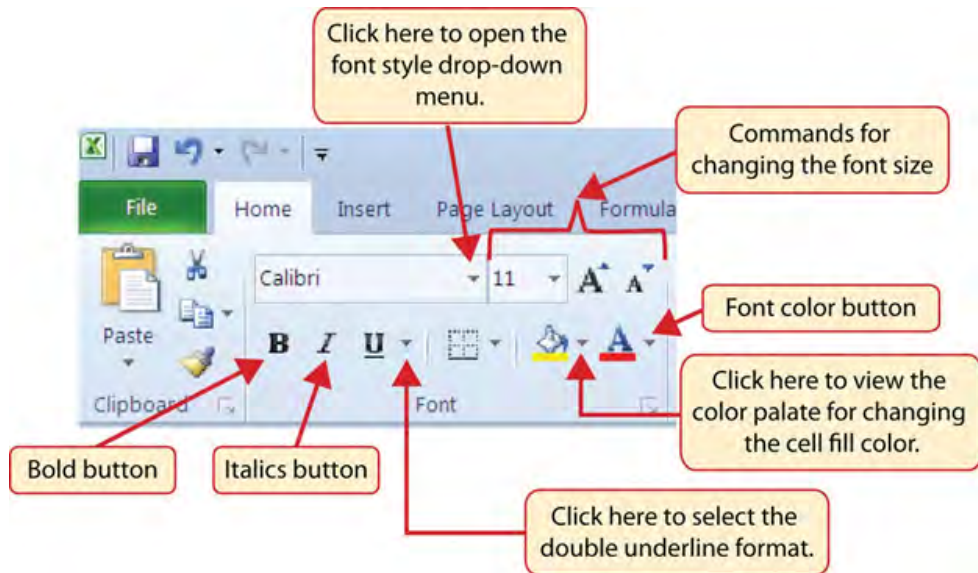 Click here to open the
font style drop-down
menu.
Commands for
changing the font size
File Home Insert Page Layout Formula
Calibri 11 A A
Paste
B I U A
Font color button
Clipboard Font
Click here to view the
color palate for changing
the cell fill color.
Bold button
Italics button
Click here to select the
double underline format.